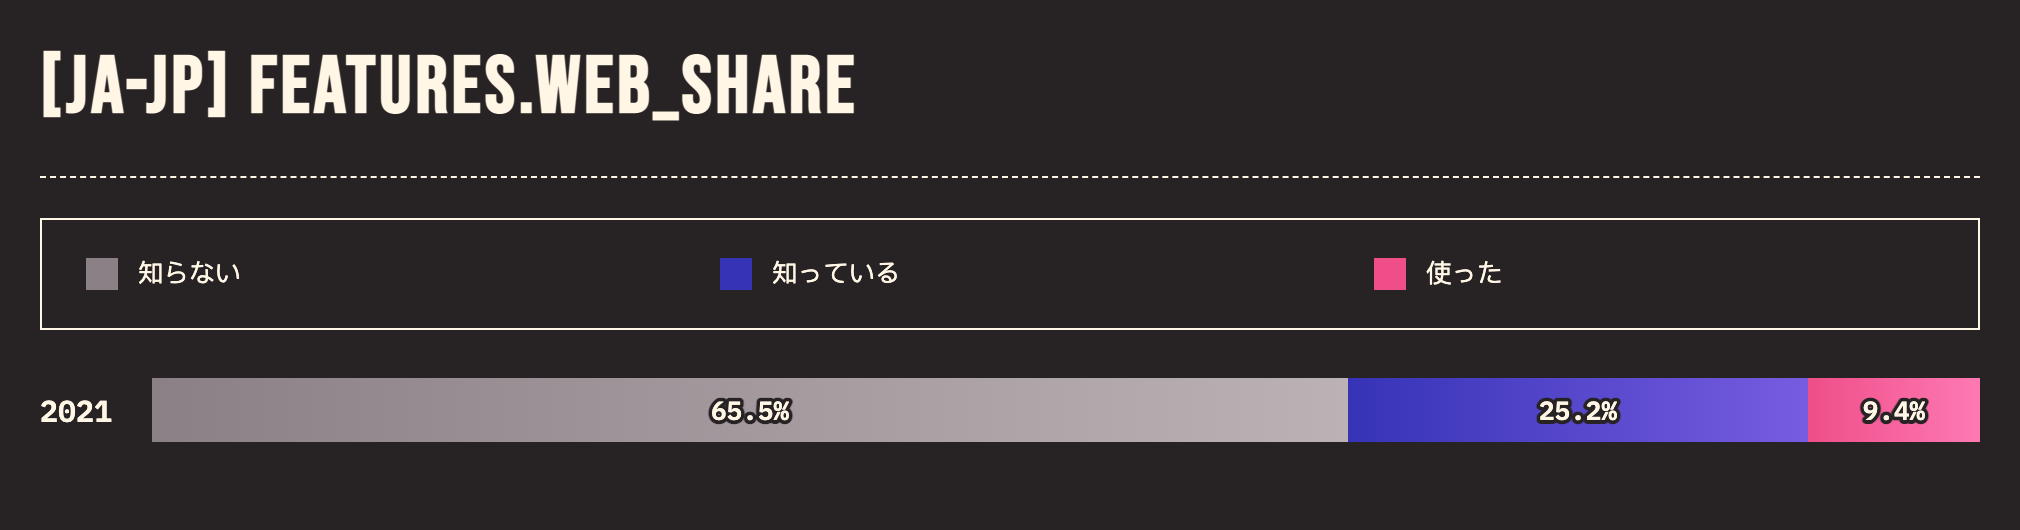 [JA-JP] FEATURES.WEB_SHARE
知らない 知っている 使った
2021 65.5% 25.2% 9.4%